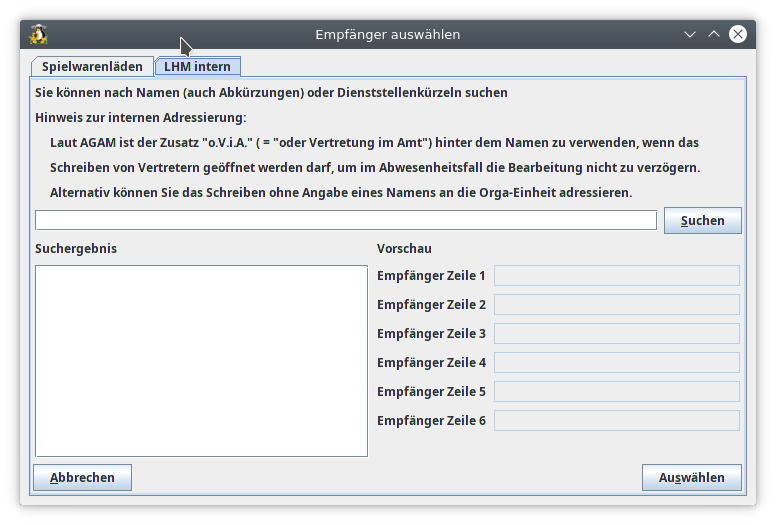 Empfänger auswählen
Spielwarenläden
LHM intern
Sie können nach Namen (auch Abkürzungen) oder Dienststellenkürzeln suchen
Hinweis zur internen Adressierung:
Laut AGAM ist der Zusatz "o.V.i.A." ( = "oder Vertretung im Amt") hinter dem Namen zu verwenden, wenn das
Schreiben von Vertretern geöffnet werden darf, um im Abwesenheitsfall die Bearbeitung nicht zu verzögern.
Alternativ können Sie das Schreiben ohne Angabe eines Namens an die Orga-Einheit adressieren.
Suchen
Suchergebnis
Vorschau
Empfänger Zeile 1
Empfänger Zeile 2
Empfänger Zeile 3
Empfänger Zeile 4
Empfänger Zeile 5
Empfänger Zeile 6
Abbrechen
Auswählen